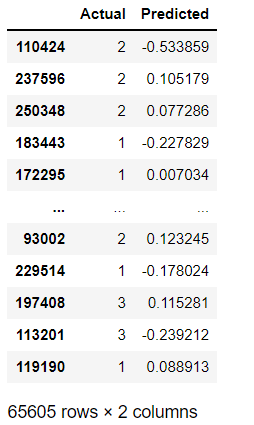 Actual Predicted
110424 2 -0.533859
237596 2 0.105179
250348 2 0.077286
183443 1 -0.227829
172295 1 0.007034
... ... ...
93002 2 0.123245
229514 1 -0.178024
197408 3 0.115281
113201 3 -0.239212
119190 1 0.088913
65605 rows × 2 columns